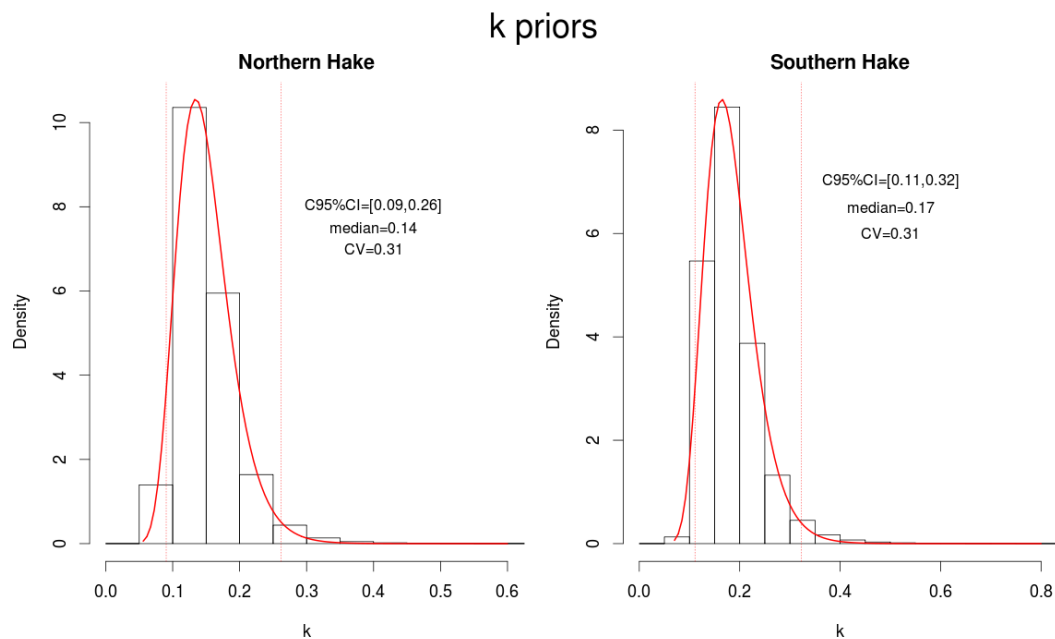 k priors
Northern Hake
Density
10
8
6
4
2
0
C95%CI=[0.09,0.26]
median=0.14
CV=0.31
0.0 0.1 0.2 0.3 0.4 0.5 0.6
k
Southern Hake
Density
8
6
4
2
0
C95%CI=[0.11,0.32]
median=0.17
CV=0.31
0.0 0.2 0.4 0.6 0.8
k